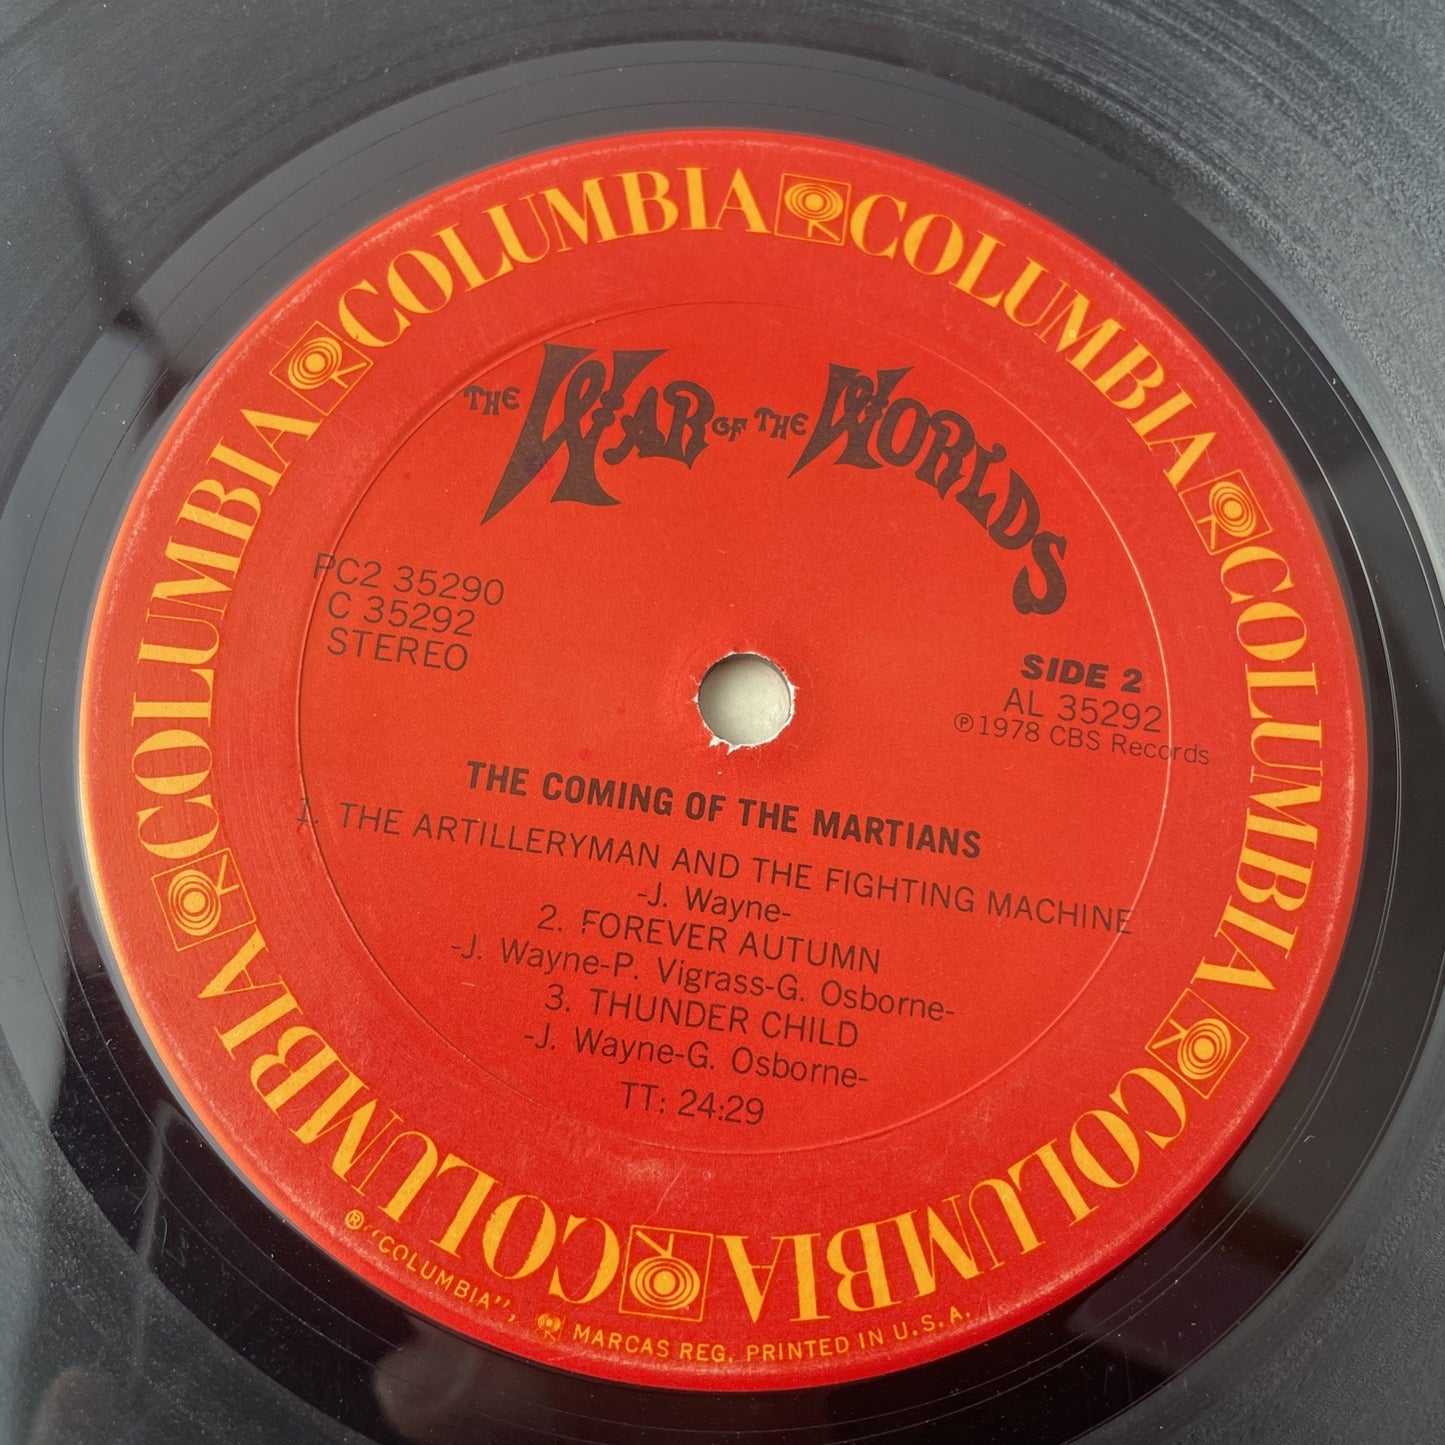 COLUMBIA COLUMBIA COLUMBIA COLUMBIA COLUMBIA COLUMBIA
THE WAR OF THE WORLDS
PC2 35290
C 35292
STEREO
SIDE 2
AL 35292
℗ 1978 CBS Records
THE COMING OF THE MARTIANS
1. THE ARTILLERYMAN AND THE FIGHTING MACHINE
-J. Wayne-
2. FOREVER AUTUMN
-J. Wayne-P. Vigrass-G. Osborne-
3. THUNDER CHILD
-J. Wayne-G. Osborne-
TT: 24:29
® "COLUMBIA", MARCAS REG. PRINTED IN U.S.A.